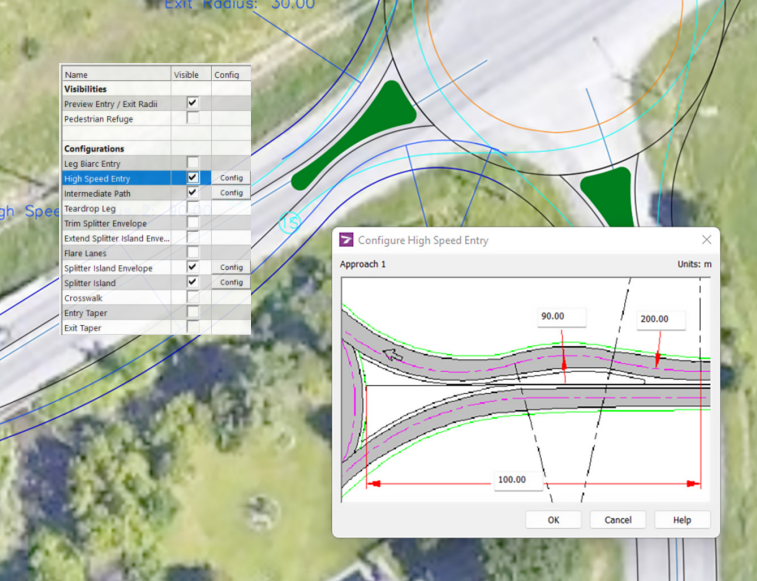 Exit Radius: 30.00
Name Visible Config
Visibilities
Preview Entry / Exit Radii
Pedestrian Refuge
Configurations
Leg Biarc Entry
High Speed Entry Config
Intermediate Path Config
Teardrop Leg
Trim Splitter Envelope
Extend Splitter Island Enve...
Flare Lanes
Splitter Island Envelope Config
Splitter Island Config
Crosswalk
Entry Taper
Exit Taper
gh Spee
15
Configure High Speed Entry
Approach 1 Units: m
90.00
200.00
100.00
OK Cancel Help